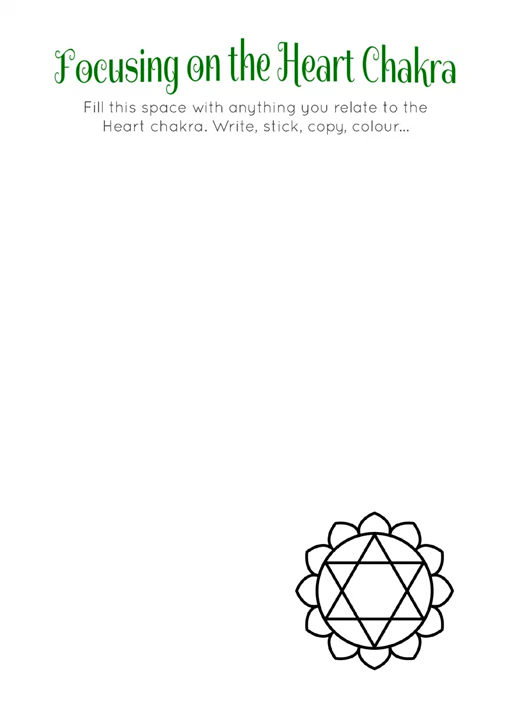 Focusing on the Heart Chakra
Fill this space with anything you relate to the
Heart chakra. Write, stick, copy, colour...